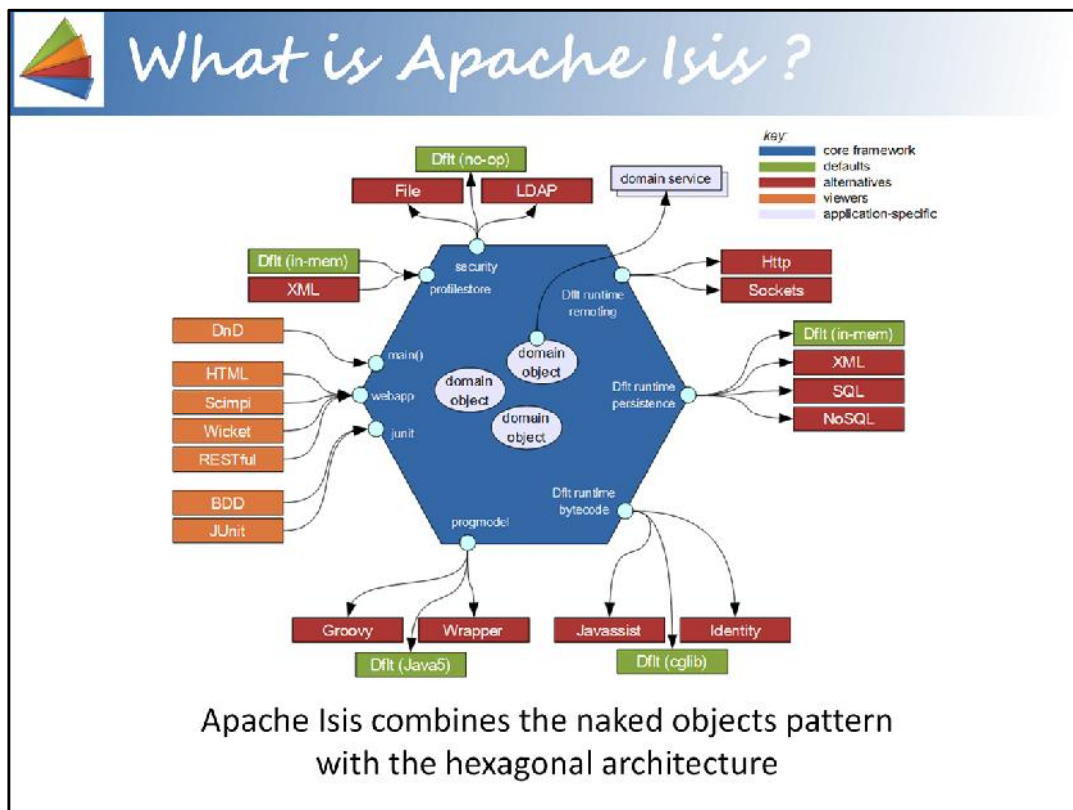 What is Apache Isis ?
key:
core framework
defaults
alternatives
viewers
application-specific
Dflt (no-op)
File
LDAP
domain service
Dflt (in-mem)
XML
security
profilestore
Dflt runtime
remoting
Http
Sockets
DnD
HTML
Scimpi
Wicket
RESTful
BDD
JUnit
main()
webapp
junit
domain
object
domain
object
domain
object
Dflt runtime
persistence
Dflt (in-mem)
XML
SQL
NoSQL
Dflt runtime
bytecode
progmodel
Groovy
Wrapper
Dflt (Java5)
Javassist
Identity
Dflt (cglib)
Apache Isis combines the naked objects pattern
with the hexagonal architecture